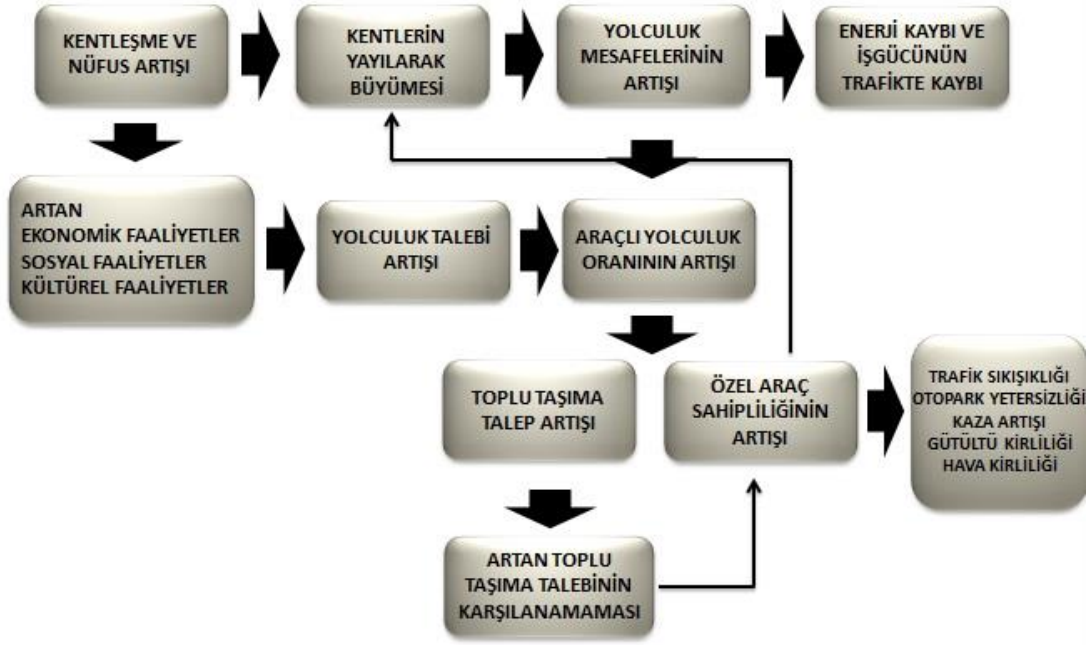 KENTLEŞME VE
NÜFUS ARTIŞI
KENTLERİN
YAYILARAK
BÜYÜMESİ
YOLCULUK
MESAFELERİNİN
ARTIŞI
ENERJİ KAYBI VE
İŞGÜCÜNÜN
TRAFİKTE KAYBI
ARTAN
EKONOMİK FAALİYETLER
SOSYAL FAALİYETLER
KÜLTÜREL FAALİYETLER
YOLCULUK TALEBİ
ARTIŞI
ARAÇLI YOLCULUK
ORANININ ARTIŞI
TOPLU TAŞIMA
TALEP ARTIŞI
ÖZEL ARAÇ
SAHİPLİLİĞİNİN
ARTIŞI
TRAFİK SIKIŞIKLIĞI
OTOPARK YETERSİZLİĞİ
KAZA ARTIŞI
GÜTÜLTÜ KİRLİLİĞİ
HAVA KİRLİLİĞİ
ARTAN TOPLU
TAŞIMA TALEBİNİN
KARŞILANAMAMASI